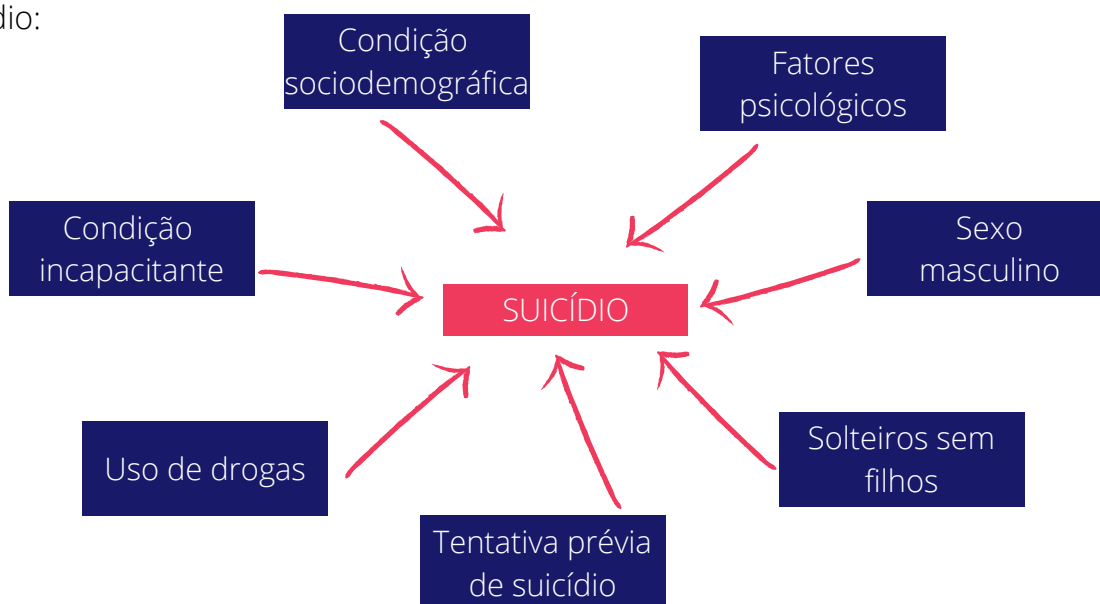 dio:
Condição
sociodemográfica
Fatores
psicológicos
Condição
incapacitante
Sexo
masculino
SUICÍDIO
Uso de drogas
Solteiros sem
filhos
Tentativa prévia
de suicídio